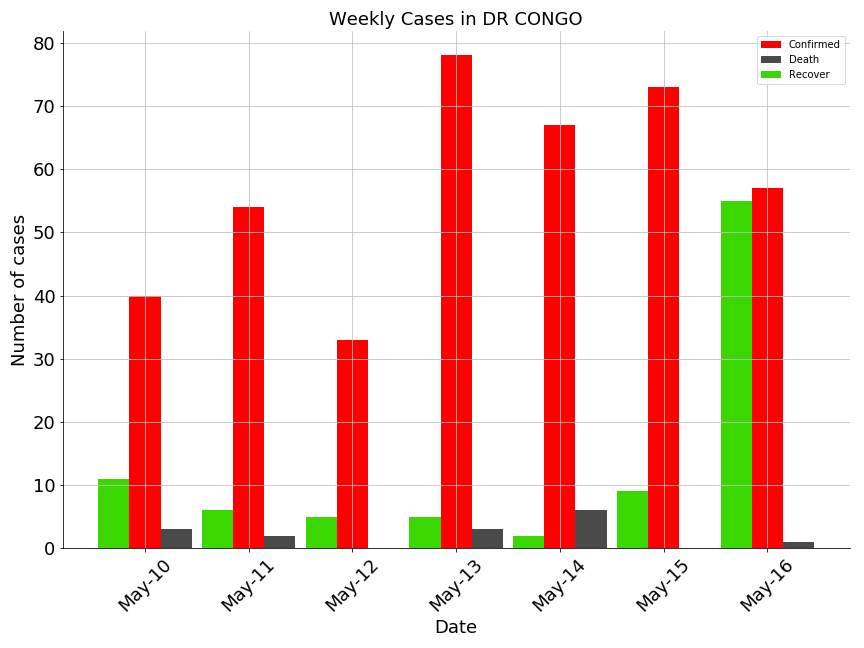 Weekly Cases in DR CONGO
Confirmed
Death
Recover
Number of cases
80
70
60
50
40
30
20
10
0
May-10
May-11
May-12
May-13
May-14
May-15
May-16
Date